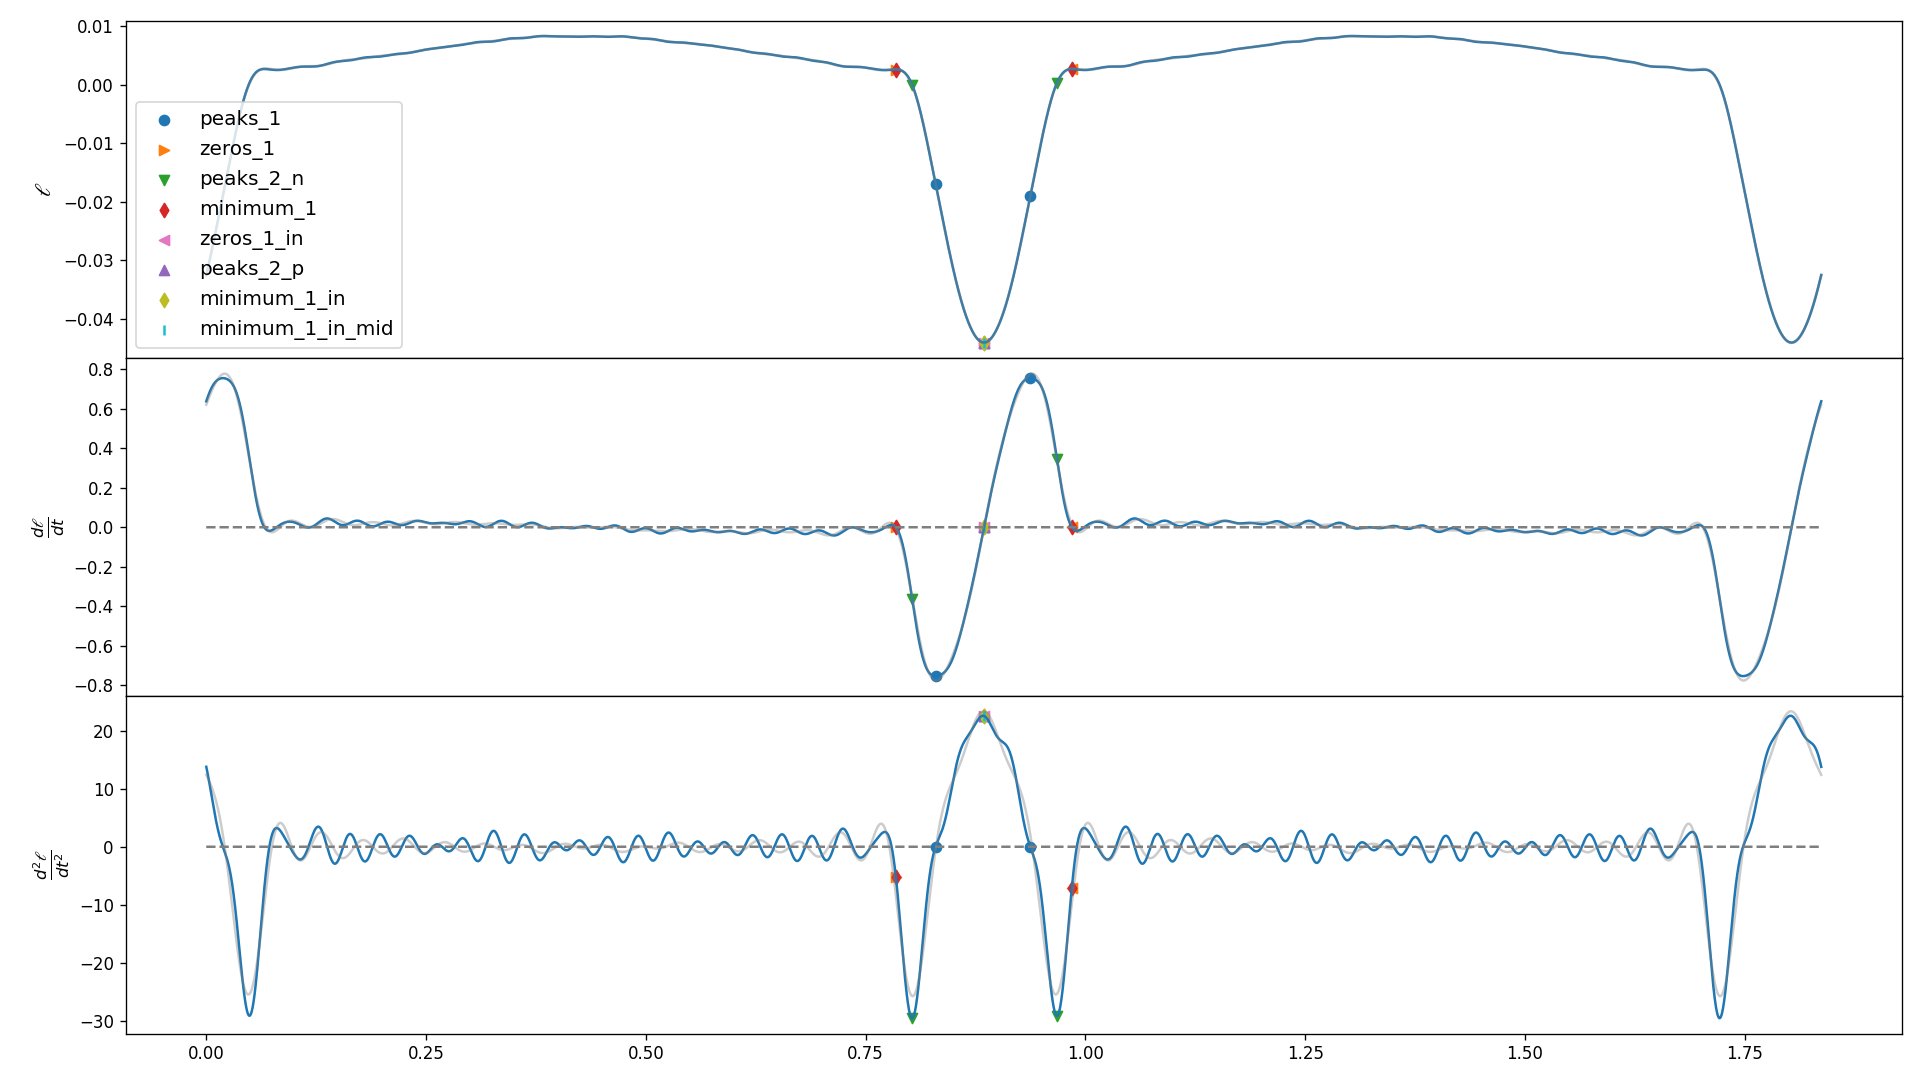 0.01
0.00
−0.01
−0.02
−0.03
−0.04
ℓ
peaks_1
zeros_1
peaks_2_n
minimum_1
zeros_1_in
peaks_2_p
minimum_1_in
minimum_1_in_mid
0.8
0.6
0.4
0.2
0.0
−0.2
−0.4
−0.6
−0.8
dℓ
dt
20
10
0
−10
−20
−30
d²ℓ
dt²
0.00 0.25 0.50 0.75 1.00 1.25 1.50 1.75